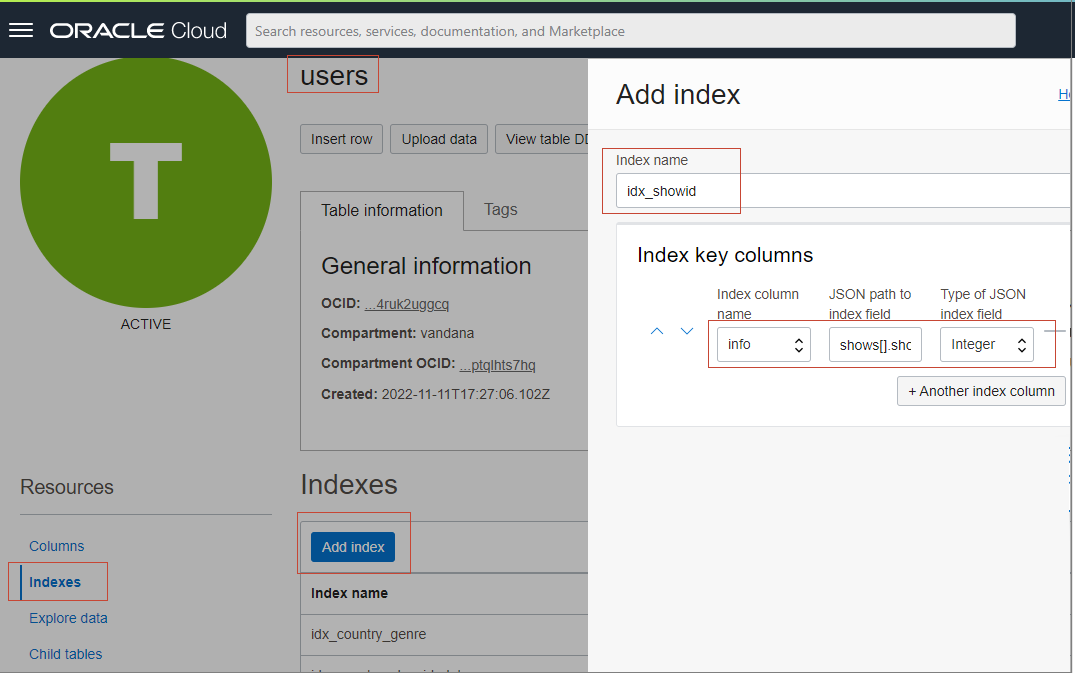 ORACLE Cloud
Search resources, services, documentation, and Marketplace
T
ACTIVE
users
Insert row
Upload data
View table
Table information
Tags
General information
OCID: ...4ruk2uggcq
Compartment: vandana
Compartment OCID: ...ptqlhts7hq
Created: 2022-11-11T17:27:06.102Z
Resources
Columns
Indexes
Explore data
Child tables
Indexes
Add index
Index name
idx_country_genre
Add index
Index name
idx_showid
Index key columns
Index column name
JSON path to index field
Type of JSON index field
info
shows[].sho
Integer
+ Another index column